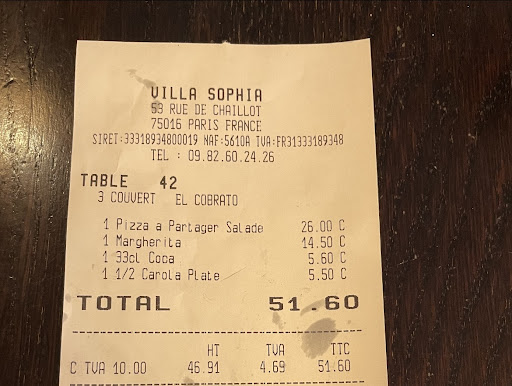 VILLA SOPHIA
53 RUE DE CHAILLOT
75016 PARIS FRANCE
SIRET:33318934800019 NAF:5610A TVA:FR31333189348
TEL : 09.82.60.24.26
TABLE 42
3 COUVERT EL COBRATO
1 Pizza a Partager Salade 26.00 C
1 Margherita 14.50 C
1 33cl Coca 5.60 C
1 1/2 Carola Plate 5.50 C
TOTAL 51.60
HT TVA TTC
C TVA 10.00 46.91 4.69 51.60